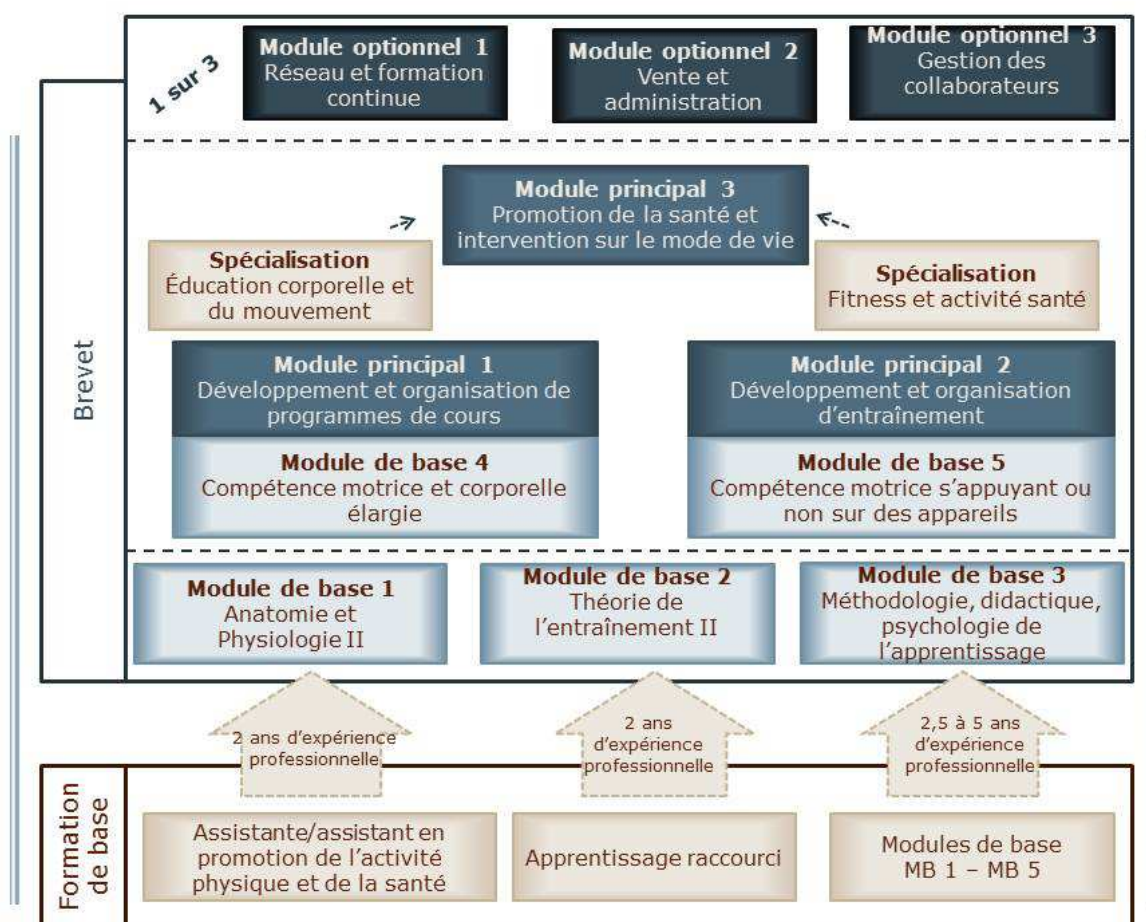 Module optionnel 1
Réseau et formation
continue
Module optionnel 2
Vente et
administration
Module optionnel 3
Gestion des
collaborateurs
1 sur 3
Module principal 3
Promotion de la santé et
intervention sur le mode de vie
Spécialisation
Éducation corporelle et
du mouvement
Spécialisation
Fitness et activité santé
Brevet
Module principal 1
Développement et organisation de
programmes de cours
Module principal 2
Développement et organisation
d’entraînement
Module de base 4
Compétence motrice et corporelle
élargie
Module de base 5
Compétence motrice s’appuyant ou
non sur des appareils
Module de base 1
Anatomie et
Physiologie II
Module de base 2
Théorie de
l’entraînement II
Module de base 3
Méthodologie, didactique,
psychologie de
l’apprentissage
2 ans d’expérience
professionnelle
2 ans
d’expérience
professionnelle
2,5 à 5 ans
d’expérience
professionnelle
Formation
de base
Assistante/assistant en
promotion de l’activité
physique et de la santé
Apprentissage raccourci
Modules de base
MB 1 – MB 5